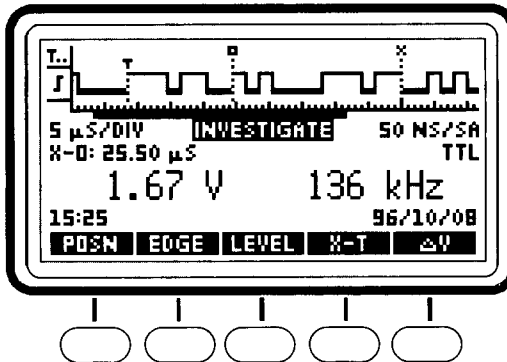 T..
T
O
X
5 µS/DIV INVESTIGATE 50 NS/SA
X-O: 25.50 µS TTL
1.67 V 136 kHz
15:25 96/10/08
POSN EDGE LEVEL X-T △V